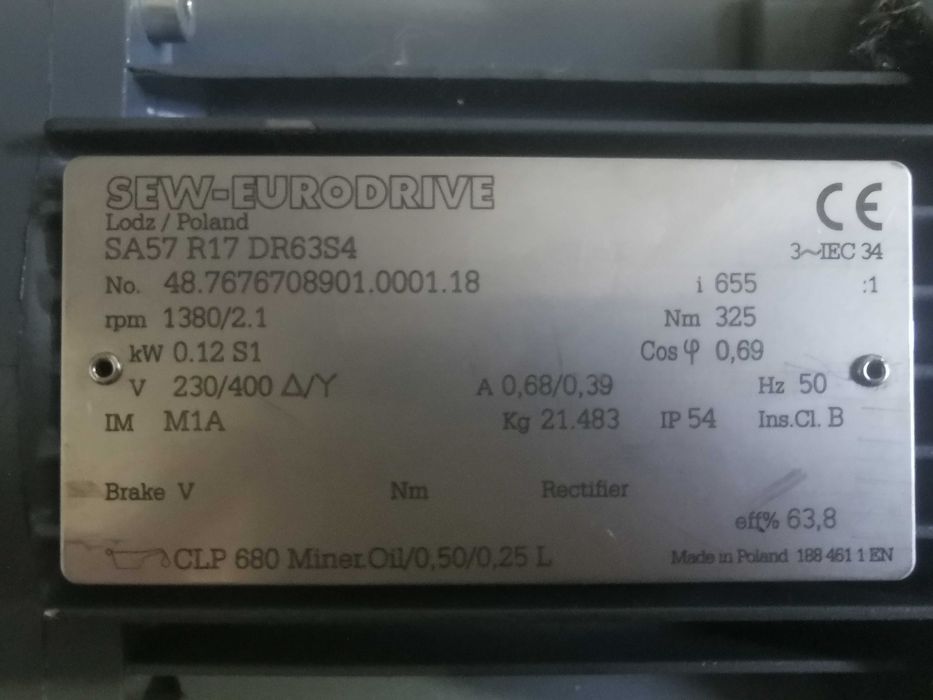 SEW-EURODRIVE
CE
Lodz / Poland
SA57 R17 DR63S4
3~IEC 34
No. 48.7676708901.0001.18 i 655 :1
rpm 1380/2.1 Nm 325
kW 0.12 S1 Cos φ 0,69
V 230/400 Δ/Y A 0,68/0,39 Hz 50
IM M1A Kg 21.483 IP 54 Ins.Cl. B
Brake V Nm Rectifier
eff% 63,8
CLP 680 Miner.Oil/0,50/0,25 L
Made in Poland 188 461 1 EN